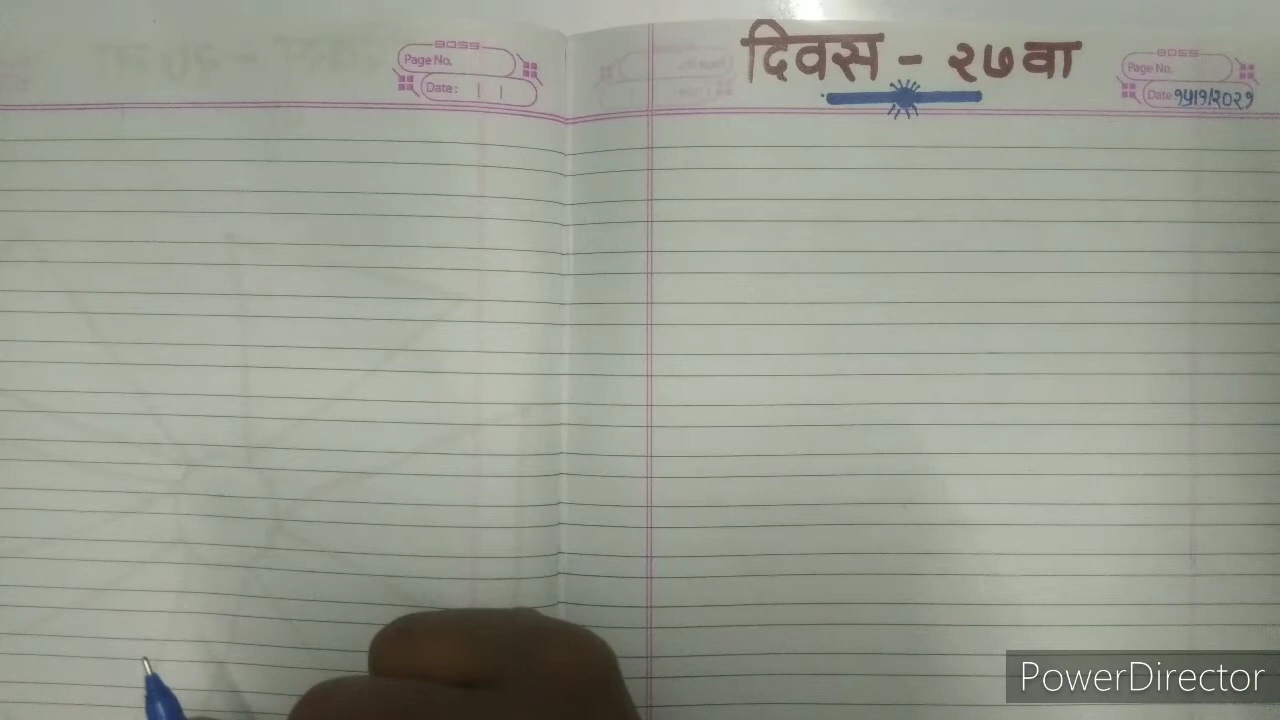 BOSS
Page No.
Date:
दिवस - २७वा
BOSS
Page No.
Date १५/१/२०२१
PowerDirector